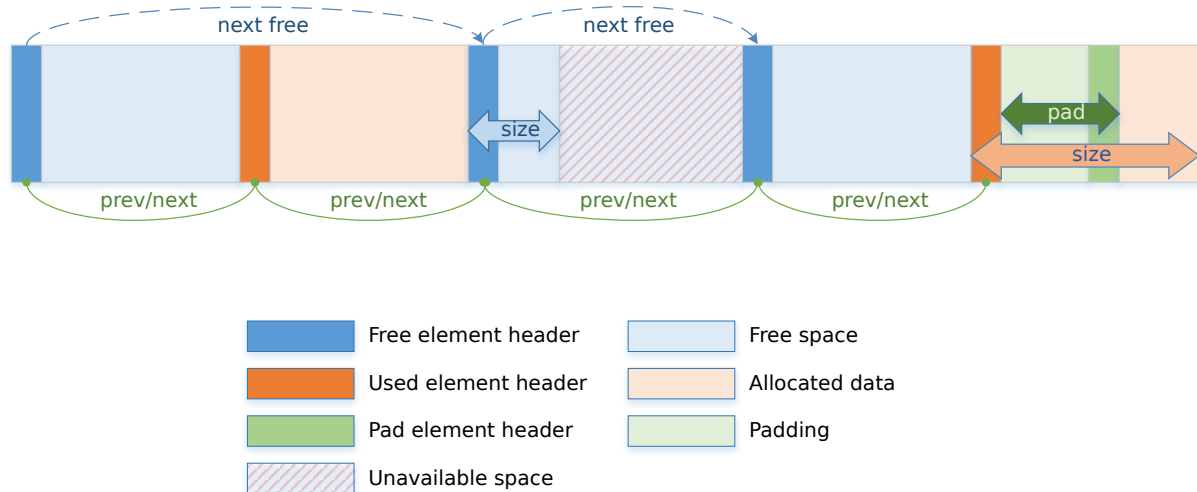 next free
next free
size
pad
size
prev/next
prev/next
prev/next
prev/next
Free element header
Free space
Used element header
Allocated data
Pad element header
Padding
Unavailable space